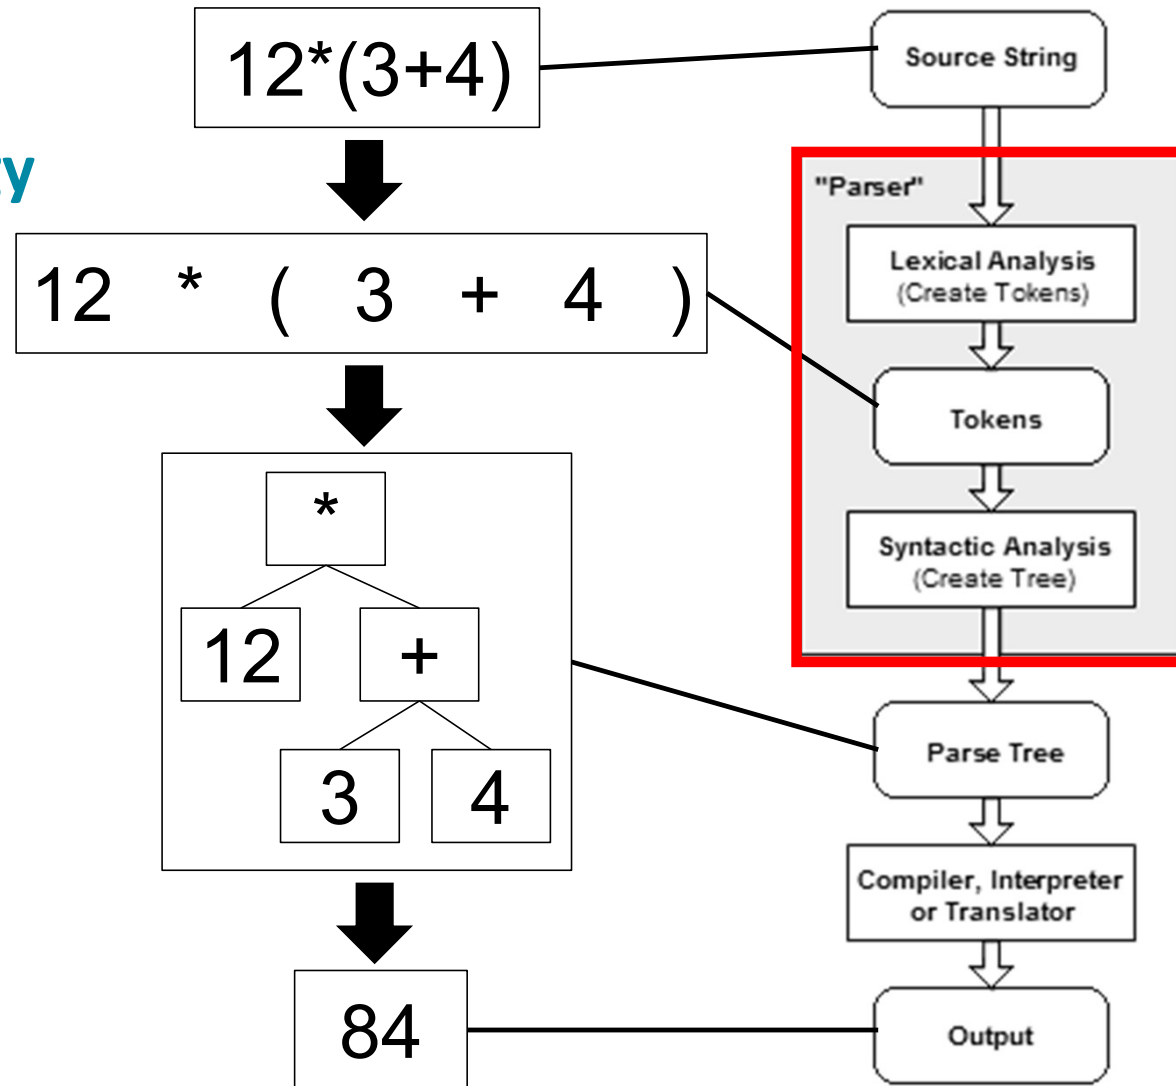 12*(3+4)
ty
12 * ( 3 + 4 )
*
12 +
3 4
84
Source String
"Parser"
Lexical Analysis
(Create Tokens)
Tokens
Syntactic Analysis
(Create Tree)
Parse Tree
Compiler, Interpreter
or Translator
Output